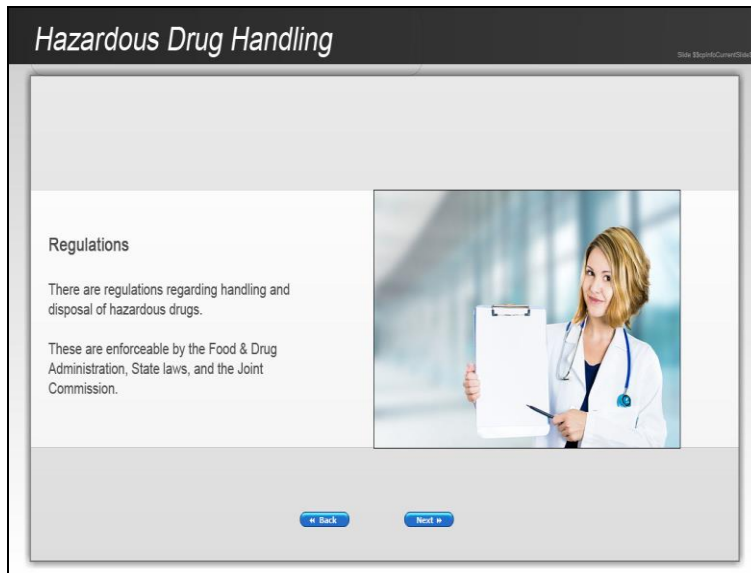 Hazardous Drug Handling
Regulations
There are regulations regarding handling and
disposal of hazardous drugs.
These are enforceable by the Food & Drug
Administration, State laws, and the Joint
Commission.
Back
Next